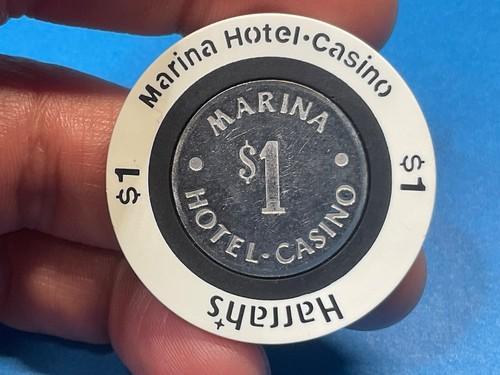 Marina Hotel·Casino
$1
$1
Harrah's
MARINA
$1
HOTEL-CASINO